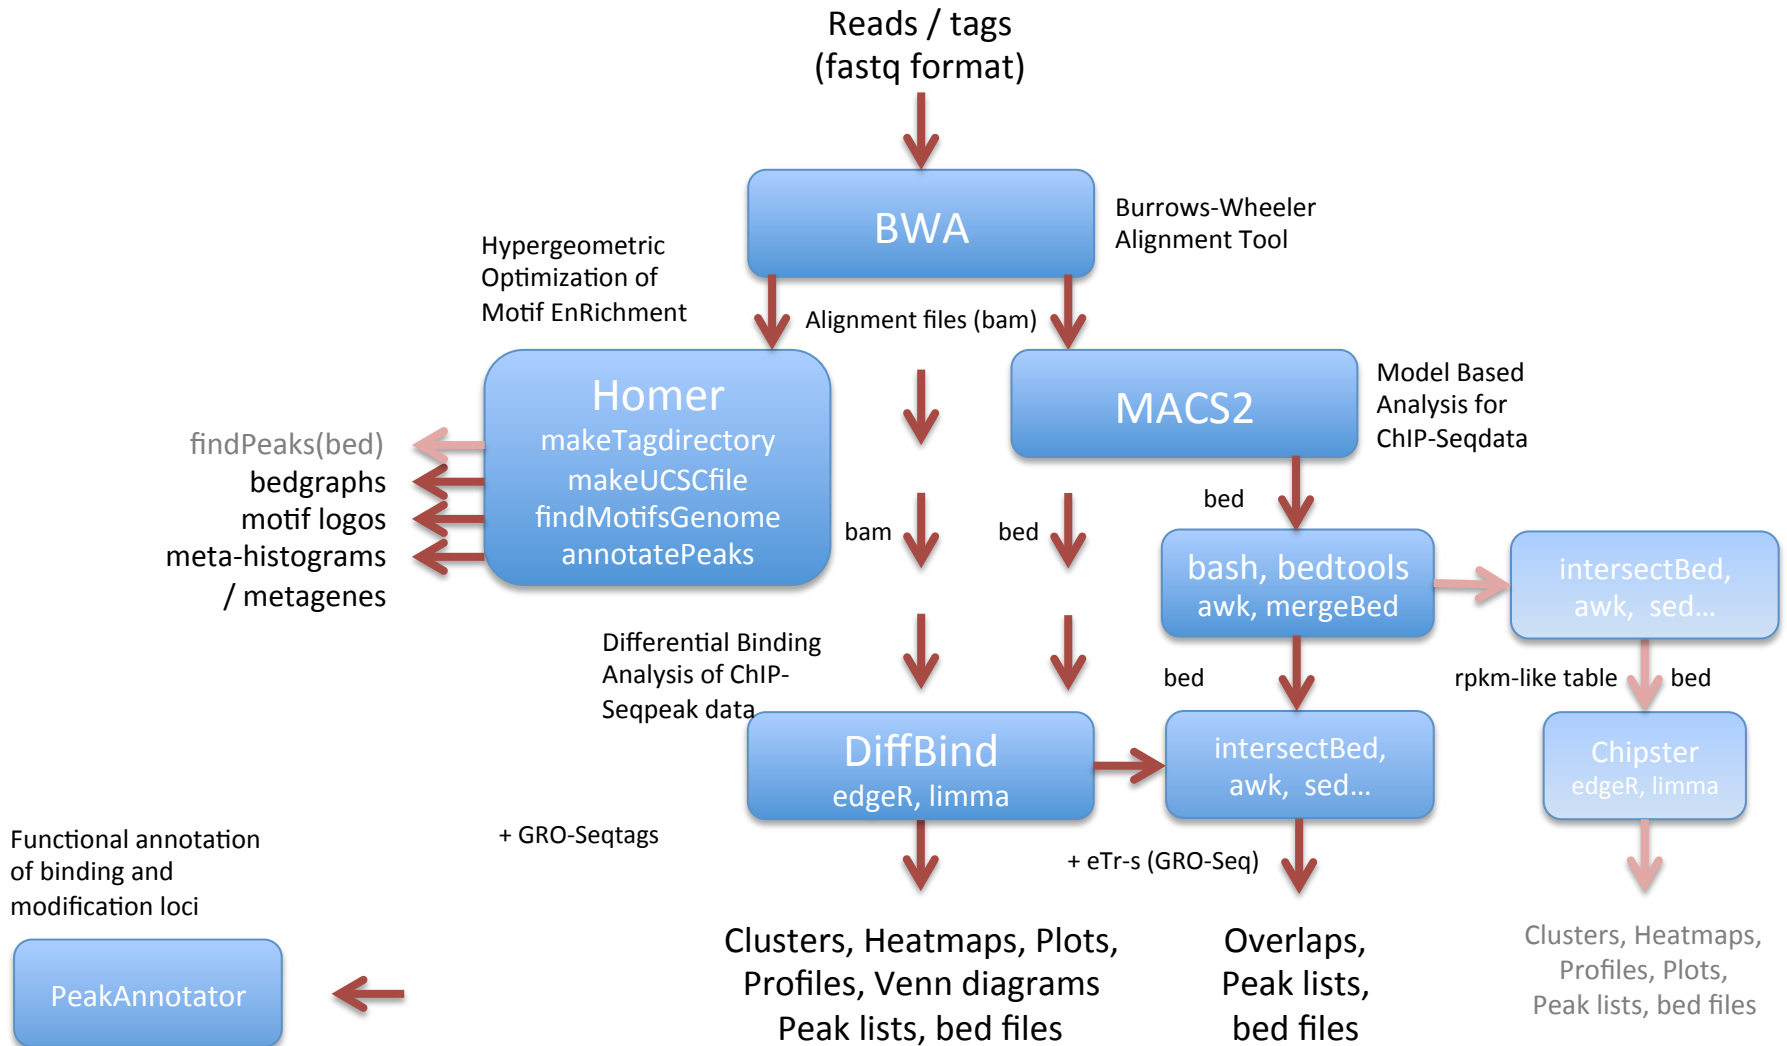 Reads / tags
(fastq format)
BWA
Burrows-Wheeler
Alignment Tool
Hypergeometric
Optimization of
Motif EnRichment
Alignment files (bam)
Homer
makeTagdirectory
makeUCSCfile
findMotifsGenome
annotatePeaks
MACS2
Model Based
Analysis for
ChIP-Seqdata
findPeaks(bed)
bedgraphs
motif logos
meta-histograms
/ metagenes
bam
bed
bed
bash, bedtools
awk, mergeBed
intersectBed,
awk, sed...
Differential Binding
Analysis of ChIP-
Seqpeak data
bed
rpkm-like table
bed
DiffBind
edgeR, limma
intersectBed,
awk, sed...
Chipster
edgeR, limma
+ GRO-Seqtags
+ eTr-s (GRO-Seq)
Functional annotation
of binding and
modification loci
PeakAnnotator
Clusters, Heatmaps, Plots,
Profiles, Venn diagrams
Peak lists, bed files
Overlaps,
Peak lists,
bed files
Clusters, Heatmaps,
Profiles, Plots,
Peak lists, bed files